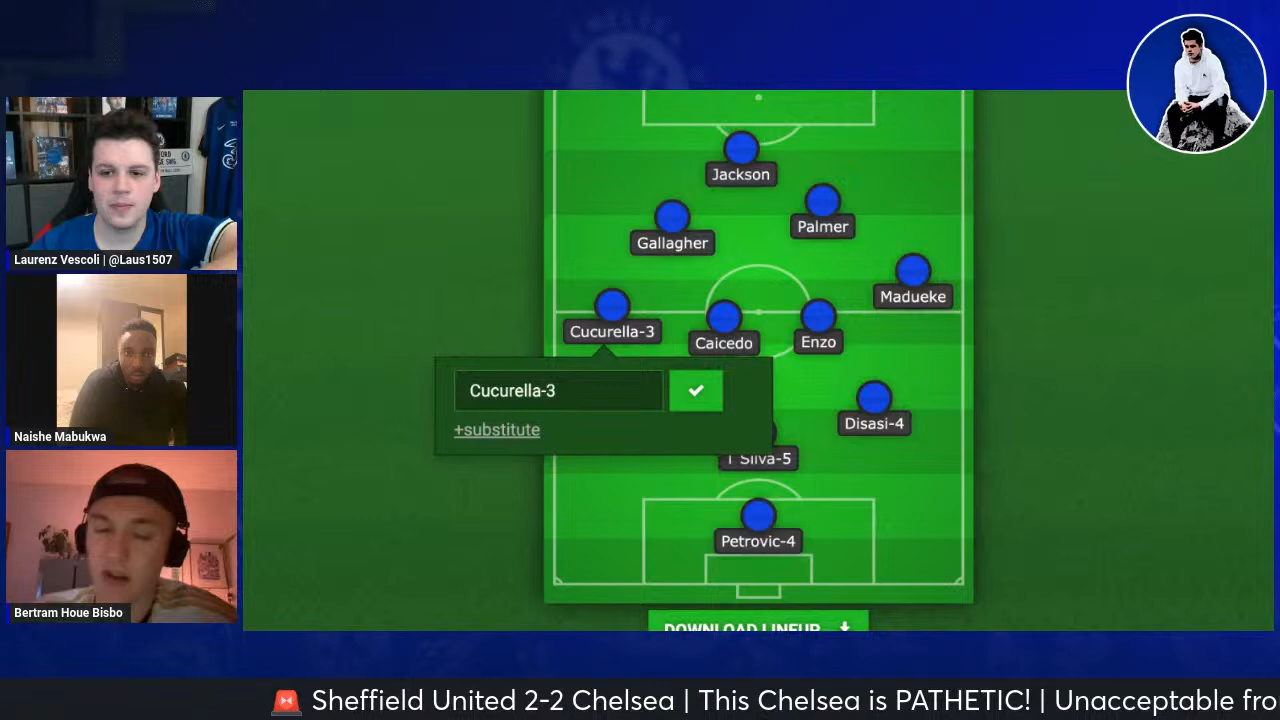 Laurenz Vescoli | @Laus1507
Naishe Mabukwa
Bertram Houe Bisbo
Jackson
Palmer
Gallagher
Madueke
Cucurella-3
Caicedo
Enzo
Cucurella-3
+substitute
Disasi-4
T Silva-5
Petrovic-4
DOWNLOAD LINEUP
🚨 Sheffield United 2-2 Chelsea | This Chelsea is PATHETIC! | Unacceptable fro